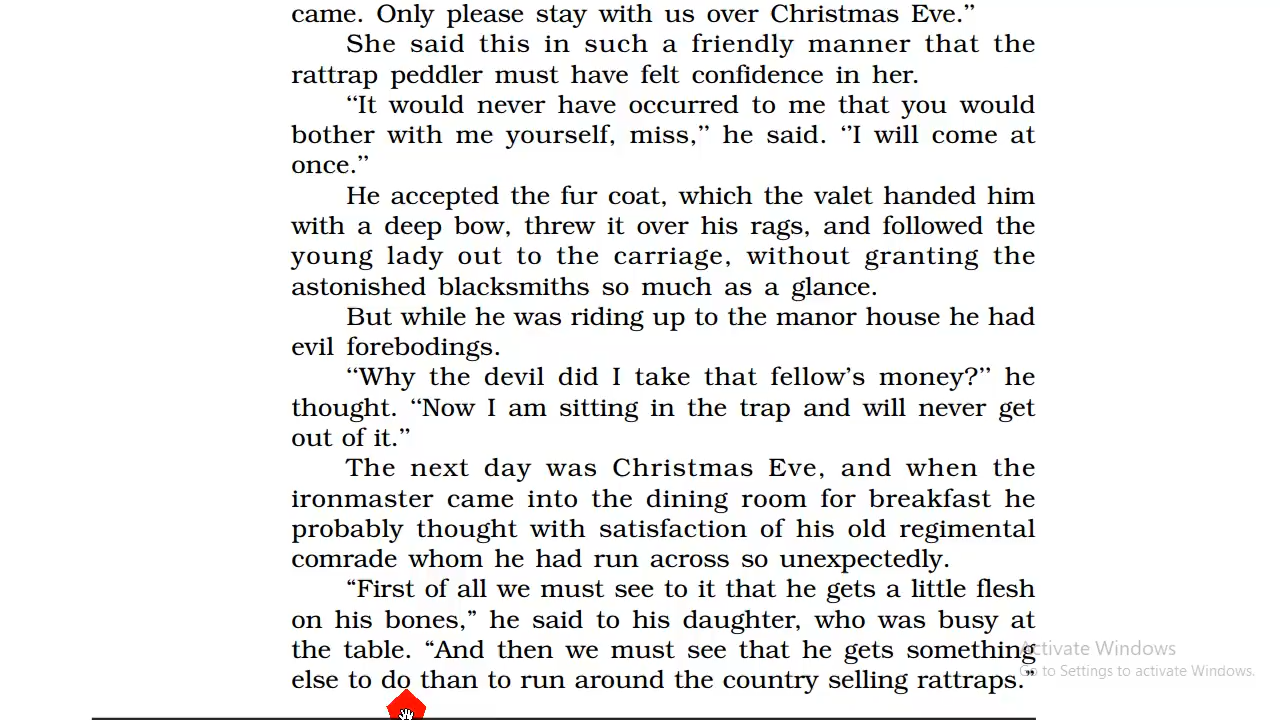 came. Only please stay with us over Christmas Eve.”
She said this in such a friendly manner that the
rattrap peddler must have felt confidence in her.
“It would never have occurred to me that you would
bother with me yourself, miss,” he said. ‘’I will come at
once.”
He accepted the fur coat, which the valet handed him
with a deep bow, threw it over his rags, and followed the
young lady out to the carriage, without granting the
astonished blacksmiths so much as a glance.
But while he was riding up to the manor house he had
evil forebodings.
‘‘Why the devil did I take that fellow’s money?’’ he
thought. ‘‘Now I am sitting in the trap and will never get
out of it.”
The next day was Christmas Eve, and when the
ironmaster came into the dining room for breakfast he
probably thought with satisfaction of his old regimental
comrade whom he had run across so unexpectedly.
“First of all we must see to it that he gets a little flesh
on his bones,” he said to his daughter, who was busy at
the table. “And then we must see that he gets something
else to do than to run around the country selling rattraps.”
Activate Windows
Go to Settings to activate Windows.